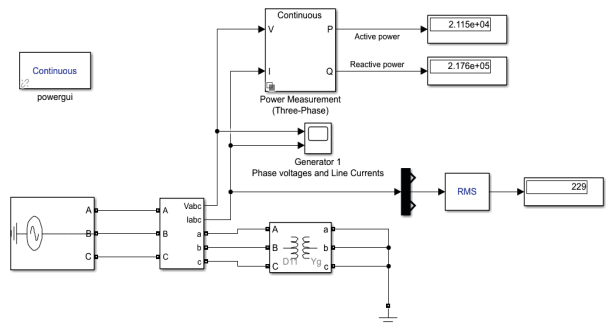 Continuous
V
I
P
Q
Active power
Reactive power
2.115e+04
2.176e+05
Power Measurement
(Three-Phase)
Continuous
powergui
Generator 1
Phase voltages and Line Currents
RMS
229
A
B
C
A
B
C
Vabc
Iabc
a
b
c
A
B
C
D11
Yg
a
b
c